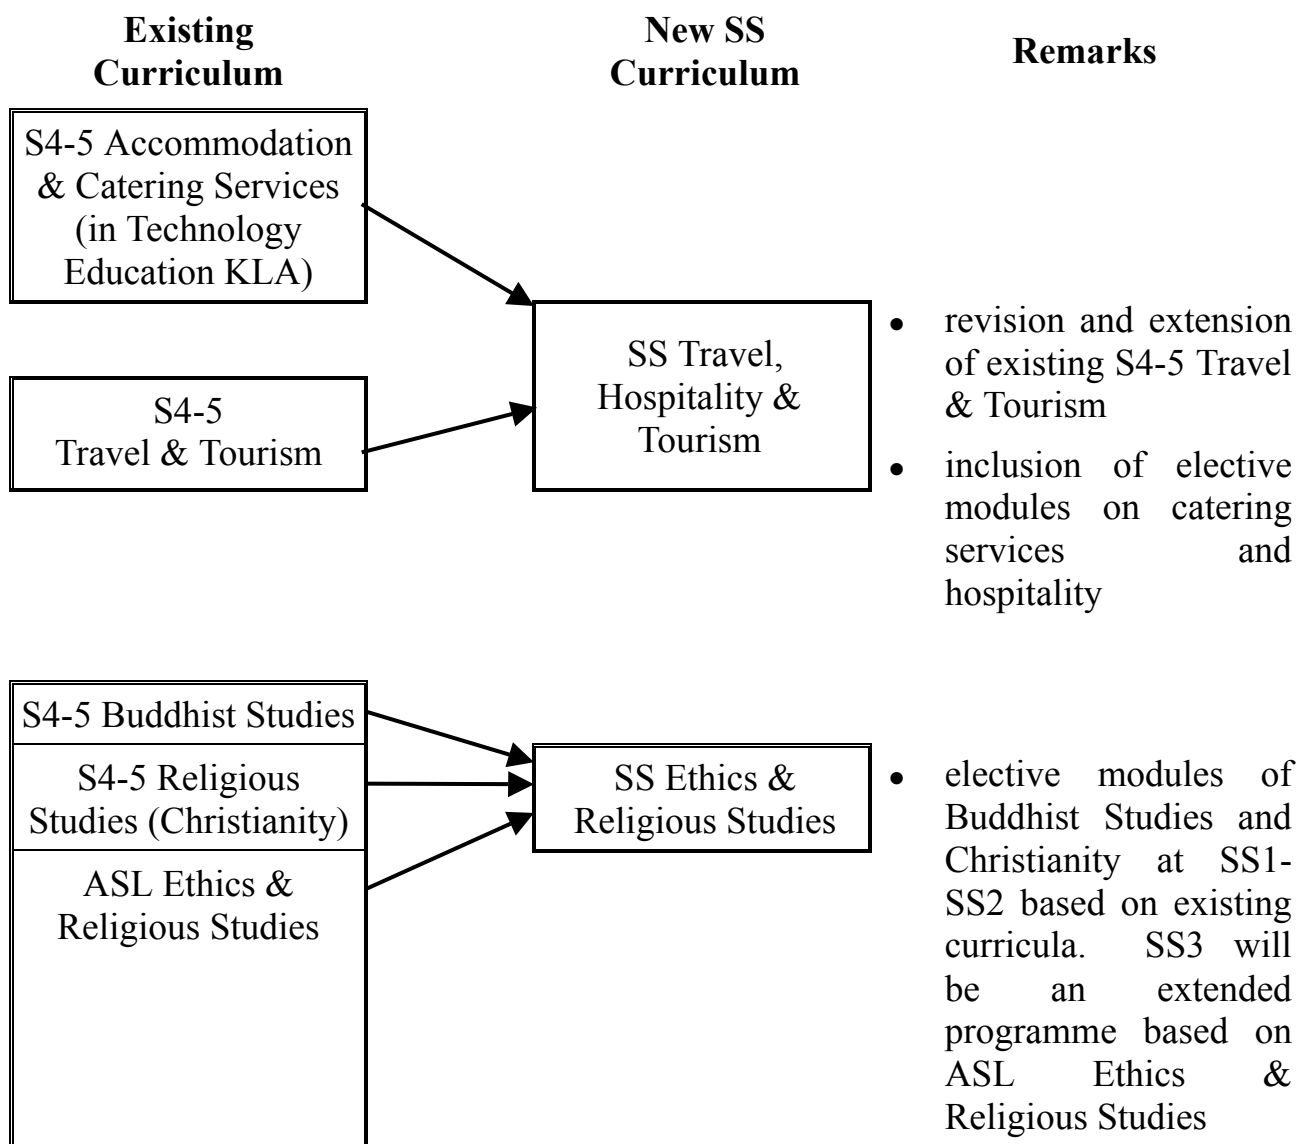 Existing
Curriculum
New SS
Curriculum
Remarks
S4-5 Accommodation
& Catering Services
(in Technology
Education KLA)
S4-5
Travel & Tourism
SS Travel,
Hospitality &
Tourism
• revision and extension
of existing S4-5 Travel
& Tourism
• inclusion of elective
modules on catering
services and
hospitality
S4-5 Buddhist Studies
S4-5 Religious
Studies (Christianity)
ASL Ethics &
Religious Studies
SS Ethics &
Religious Studies
• elective modules of
Buddhist Studies and
Christianity at SS1-
SS2 based on existing
curricula. SS3 will
be an extended
programme based on
ASL Ethics &
Religious Studies